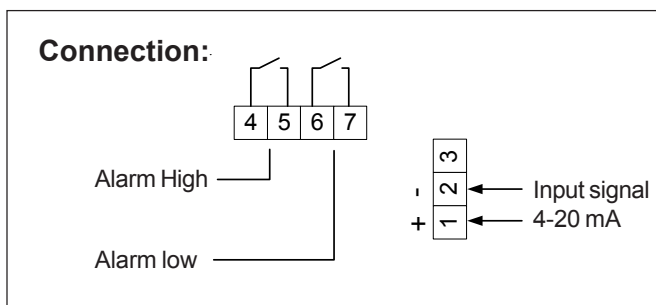 Connection:
4 5 6 7
Alarm High
Alarm low
3
- 2 Input signal
+ 1 4-20 mA